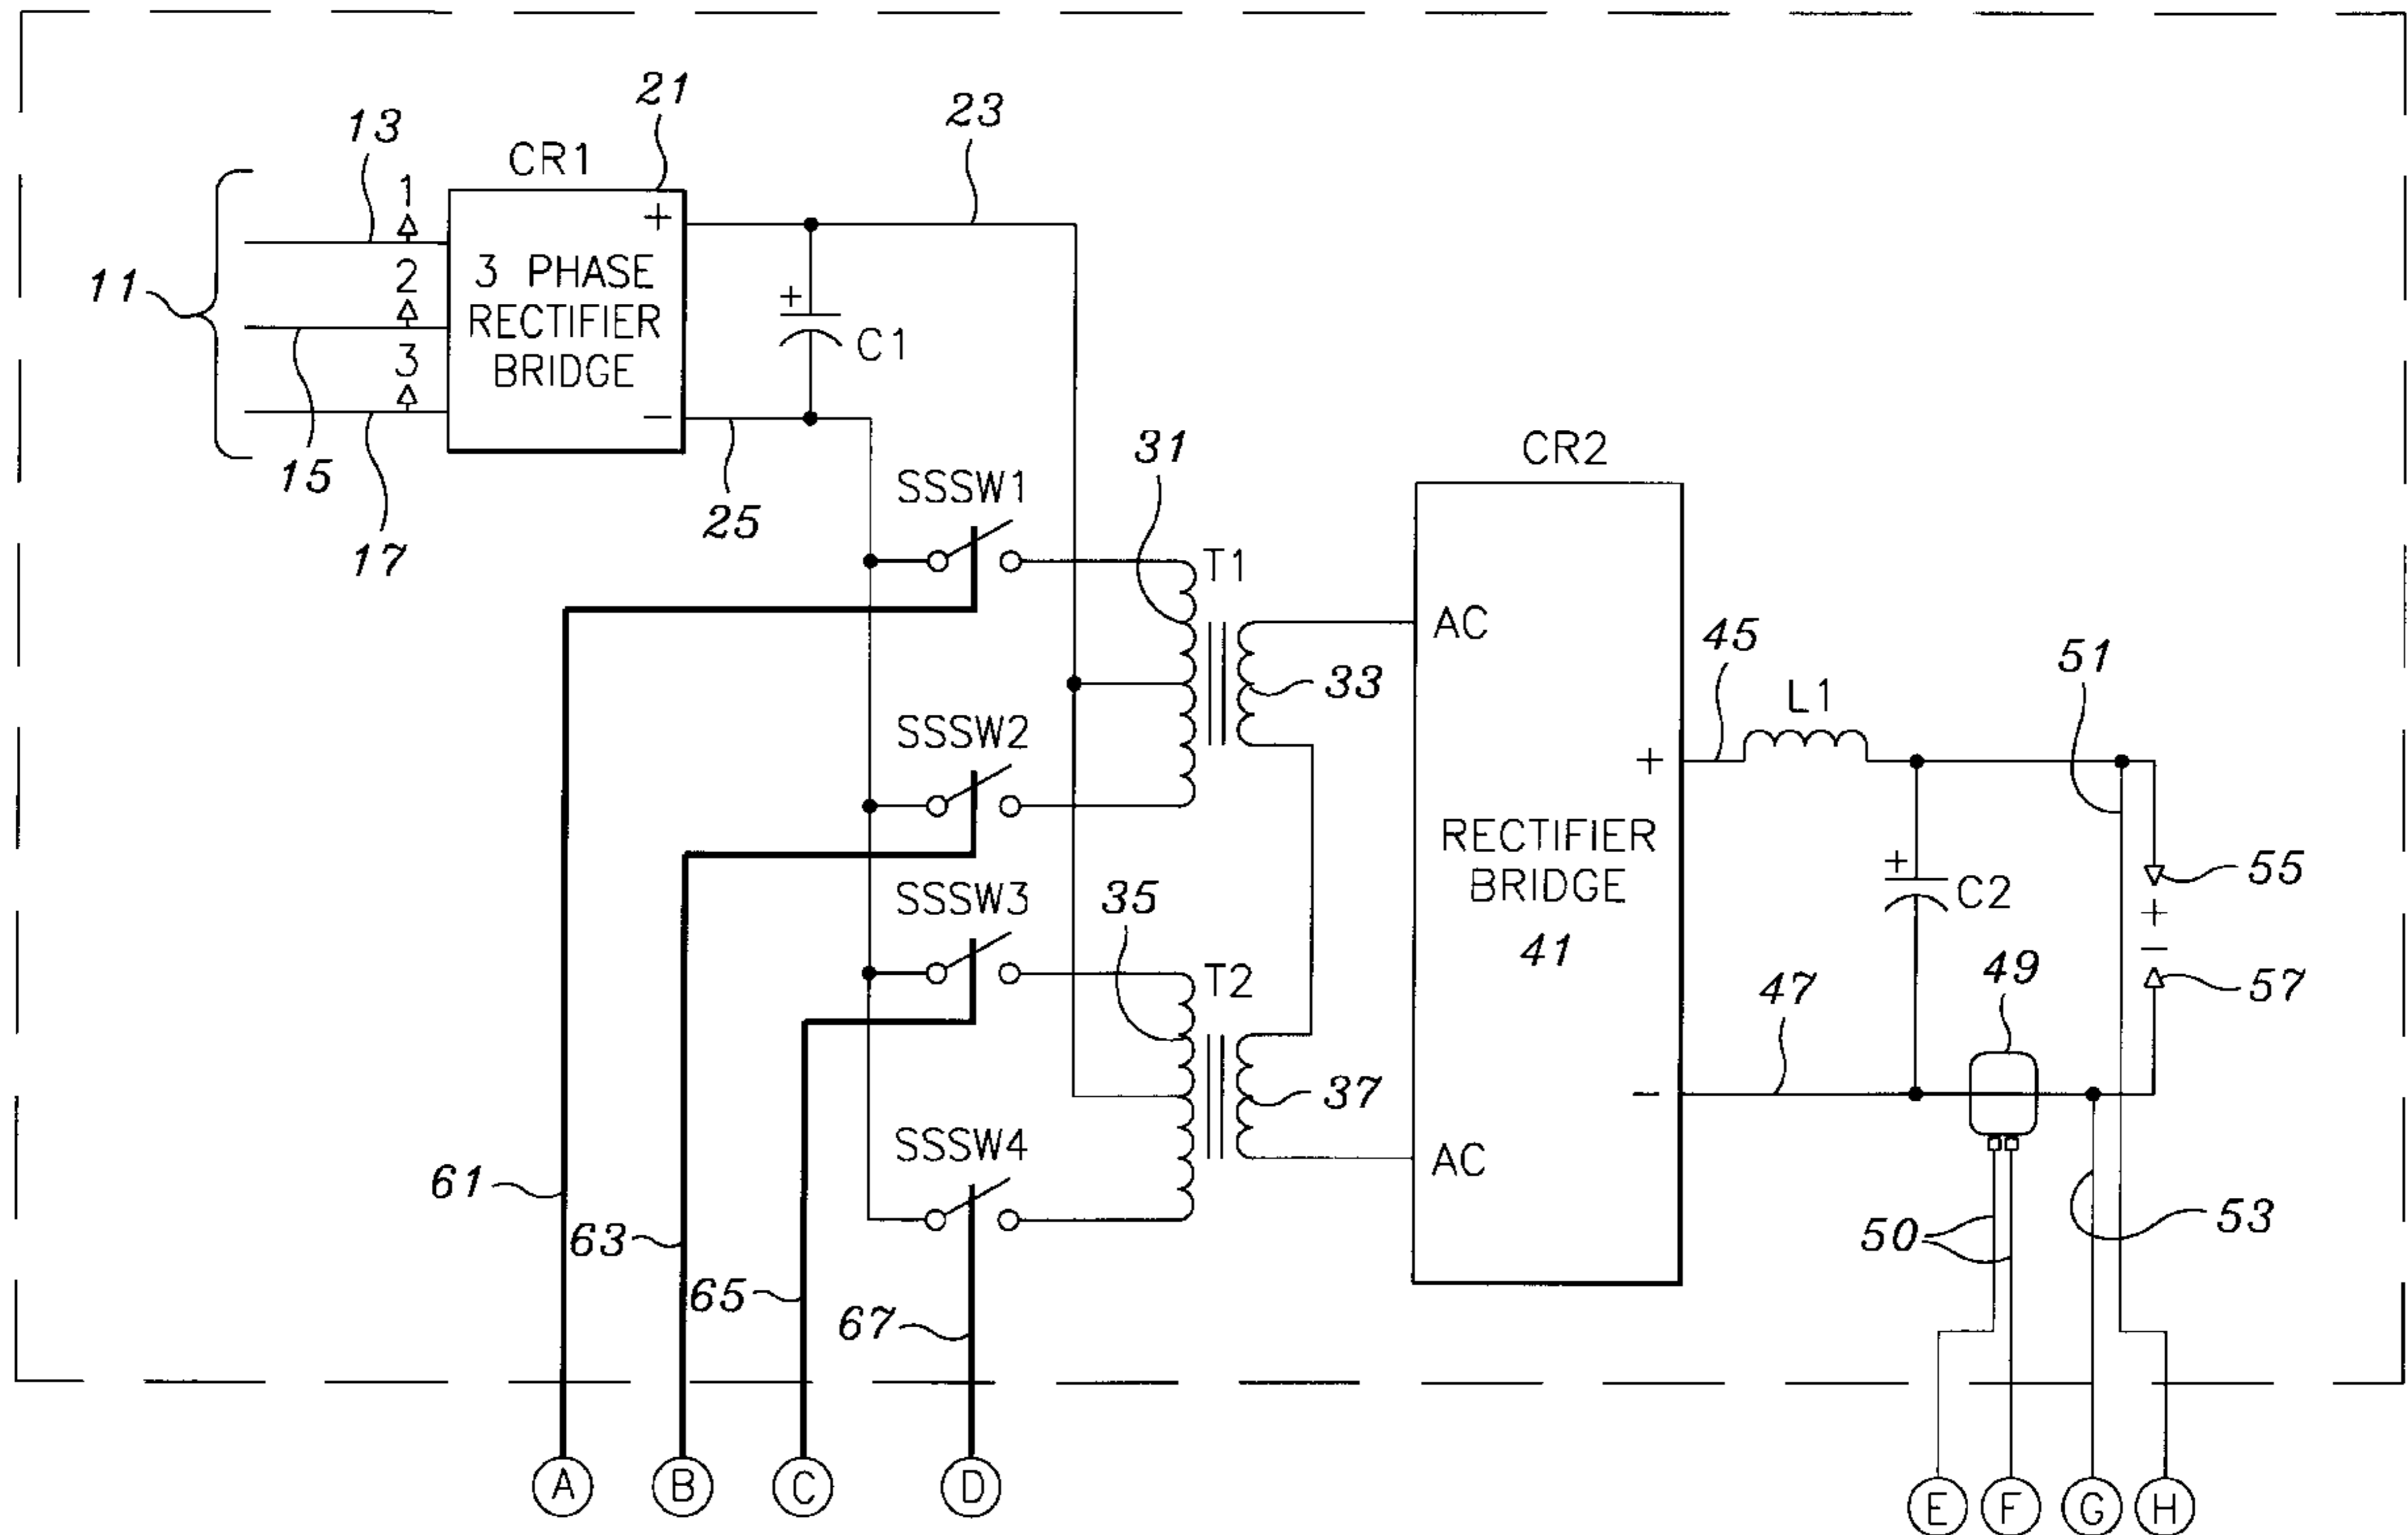 21
23
13
CR1
1
+
11
2
3 PHASE
RECTIFIER
BRIDGE
+
C1
3
−
15
17
25
31
CR2
SSSW1
T1
AC
45
51
33
L1
SSSW2
+
RECTIFIER
BRIDGE
41
+
C2
55
+
−
SSSW3
35
T2
49
57
47
37
−
SSSW4
AC
61
63
50
53
65
67
A
B
C
D
E
F
G
H